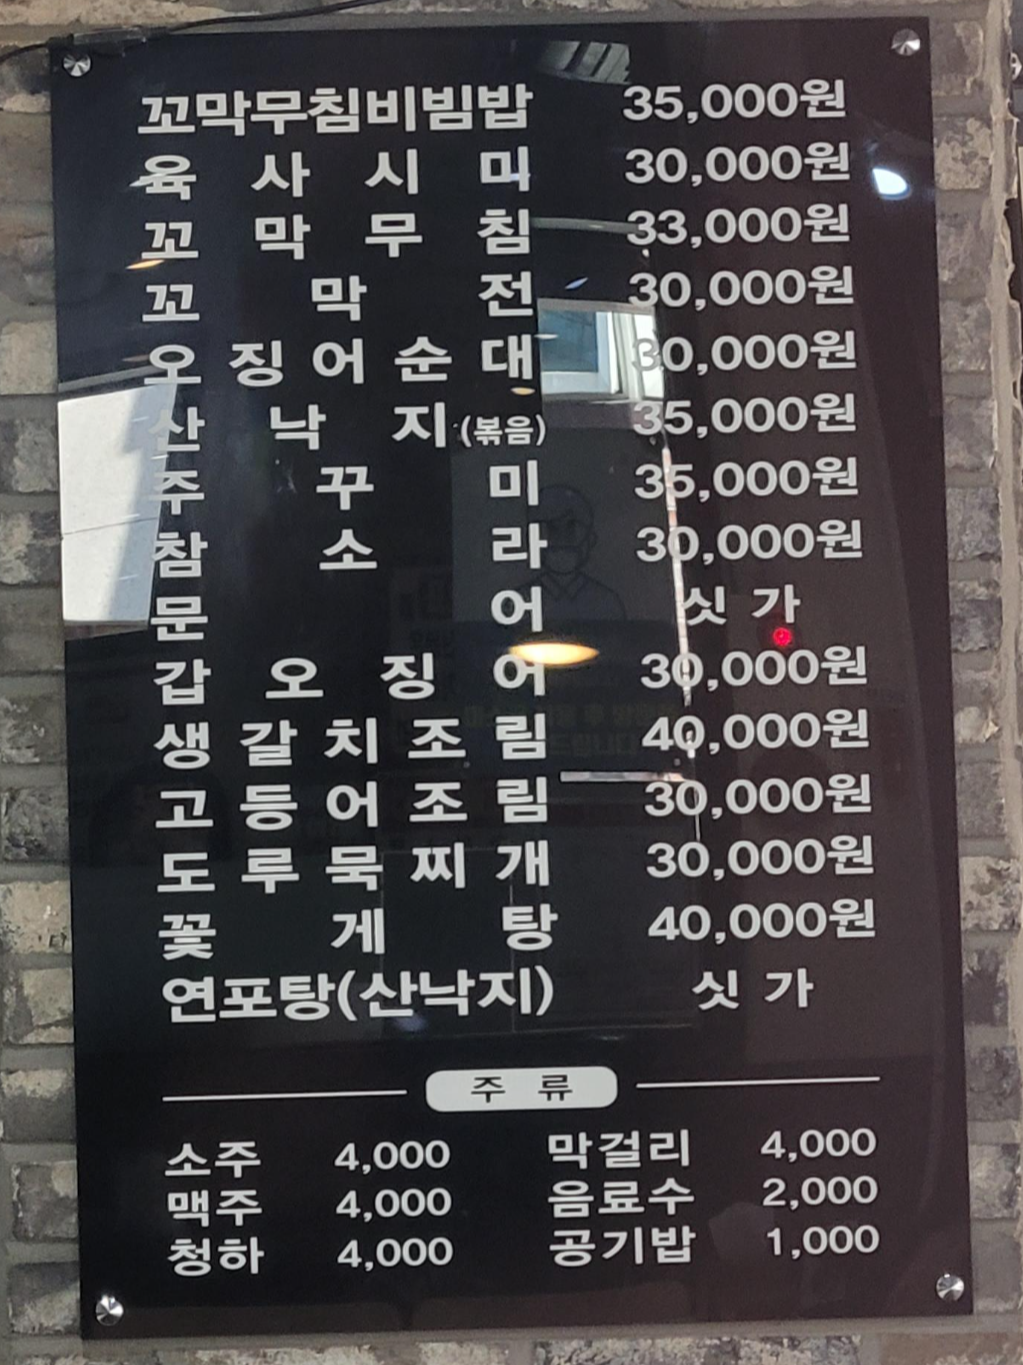 꼬막무침비빔밥 35,000원
육사시미 30,000원
꼬막무침 33,000원
꼬막전 30,000원
오징어순대 30,000원
산낙지(볶음) 35,000원
주꾸미 35,000원
참소라 30,000원
문어 싯가
갑오징어 30,000원
생갈치조림 40,000원
고등어조림 30,000원
도루묵찌개 30,000원
꽃게탕 40,000원
연포탕(산낙지) 싯가
주류
소주 4,000 막걸리 4,000
맥주 4,000 음료수 2,000
청하 4,000 공기밥 1,000